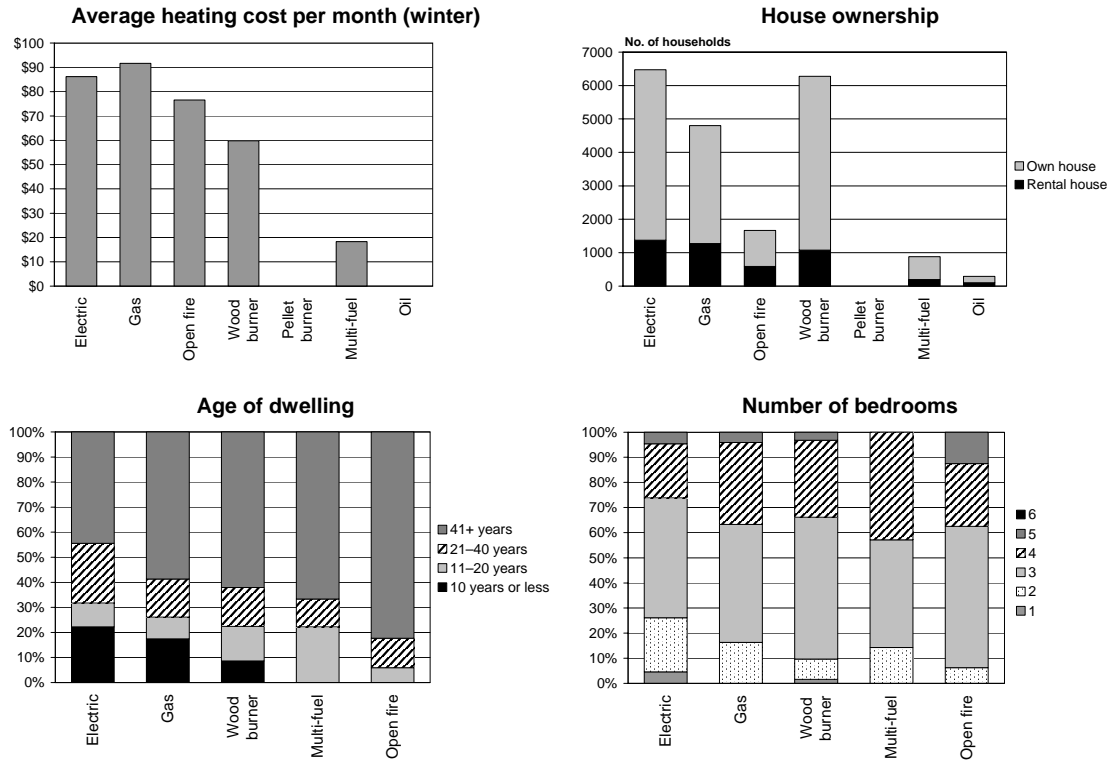 Average heating cost per month (winter)
$100
$90
$80
$70
$60
$50
$40
$30
$20
$10
$0
Electric
Gas
Open fire
Wood
burner
Pellet
burner
Multi-fuel
Oil
House ownership
No. of households
7000
6000
5000
4000
3000
2000
1000
0
Electric
Gas
Open fire
Wood
burner
Pellet
burner
Multi-fuel
Oil
Own house
Rental house
Age of dwelling
100%
90%
80%
70%
60%
50%
40%
30%
20%
10%
0%
Electric
Gas
Wood
burner
Multi-fuel
Open fire
41+ years
21–40 years
11–20 years
10 years or less
Number of bedrooms
100%
90%
80%
70%
60%
50%
40%
30%
20%
10%
0%
Electric
Gas
Wood
burner
Multi-fuel
Open fire
6
5
4
3
2
1